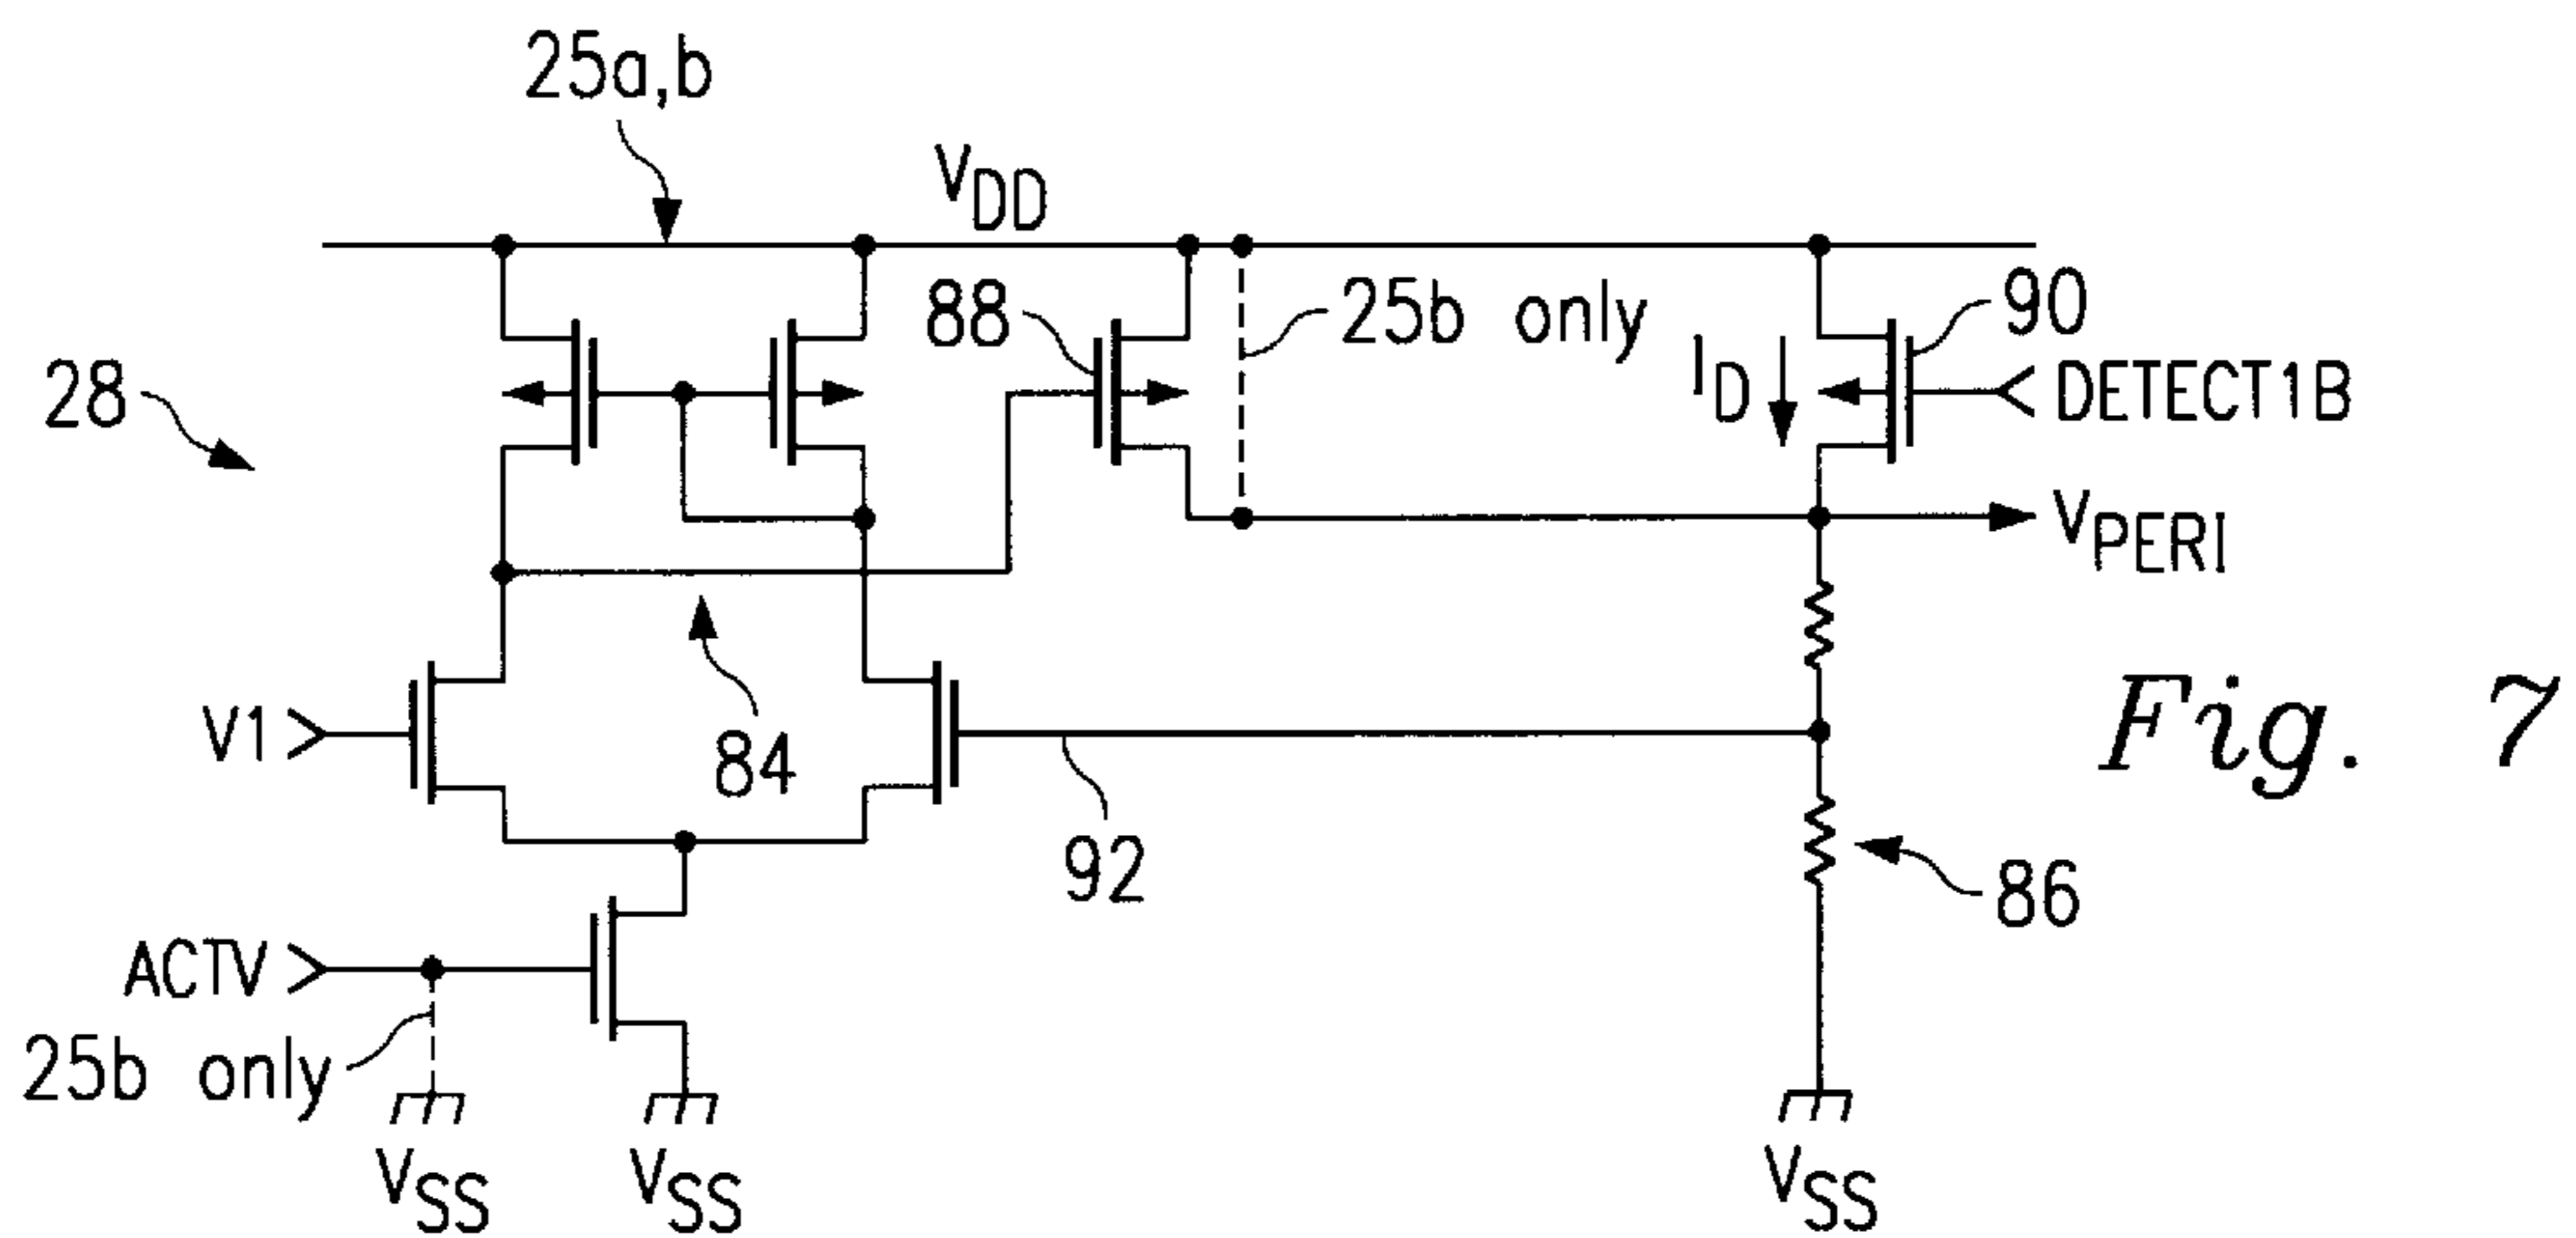 25a,b
VDD
28
88
25b only
90
ID
DETECT1B
VPERI
V1
84
92
86
Fig. 7
ACTV
25b only
VSS
VSS
VSS